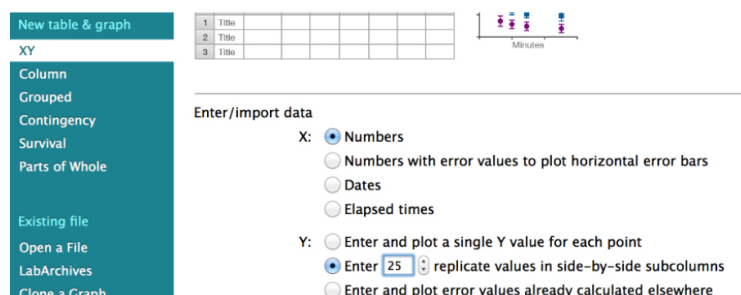 New table & graph
XY
Column
Grouped
Contingency
Survival
Parts of Whole
Existing file
Open a File
LabArchives
Clone a Graph
1 Title
2 Title
3 Title
Minutes
Enter/import data
X: Numbers
Numbers with error values to plot horizontal error bars
Dates
Elapsed times
Y: Enter and plot a single Y value for each point
Enter 25 replicate values in side-by-side subcolumns
Enter and plot error values already calculated elsewhere